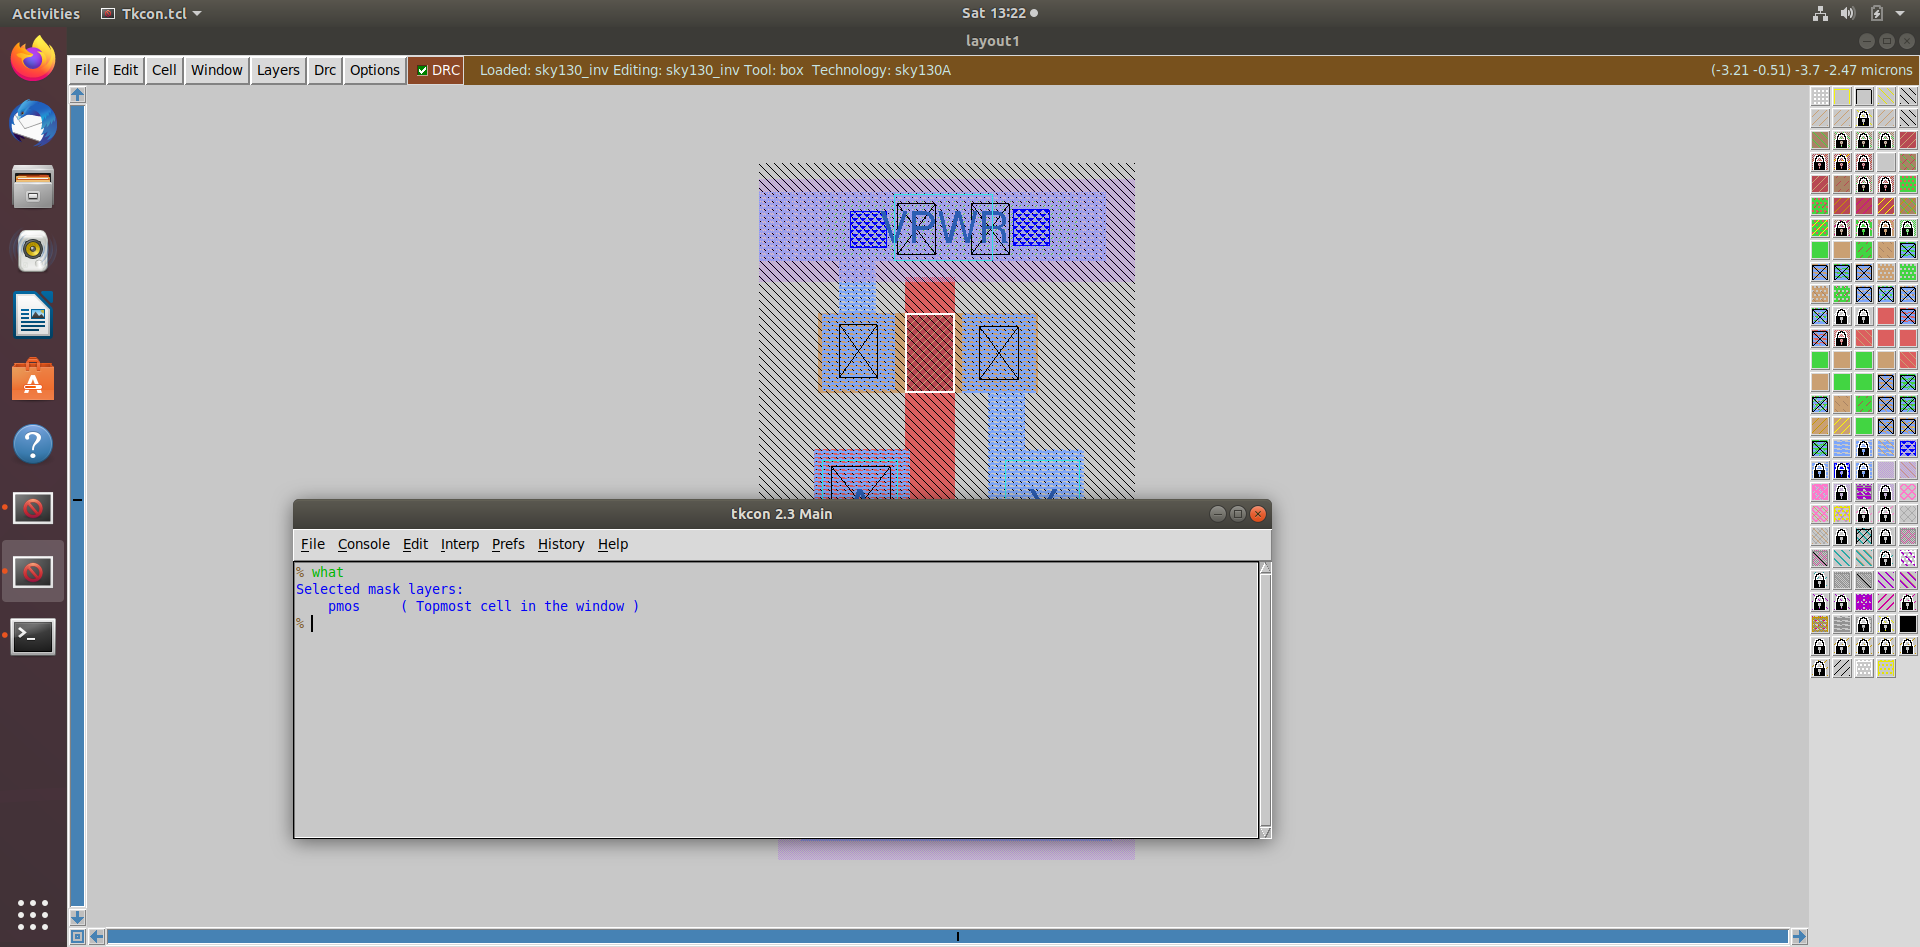 Activities Tkcon.tcl Sat 13:22
layout1
File Edit Cell Window Layers Drc Options DRC Loaded: sky130_inv Editing: sky130_inv Tool: box Technology: sky130A (-3.21 -0.51) -3.7 -2.47 microns
VPWR
A Y
tkcon 2.3 Main
File Console Edit Interp Prefs History Help
% what
Selected mask layers:
pmos ( Topmost cell in the window )
%